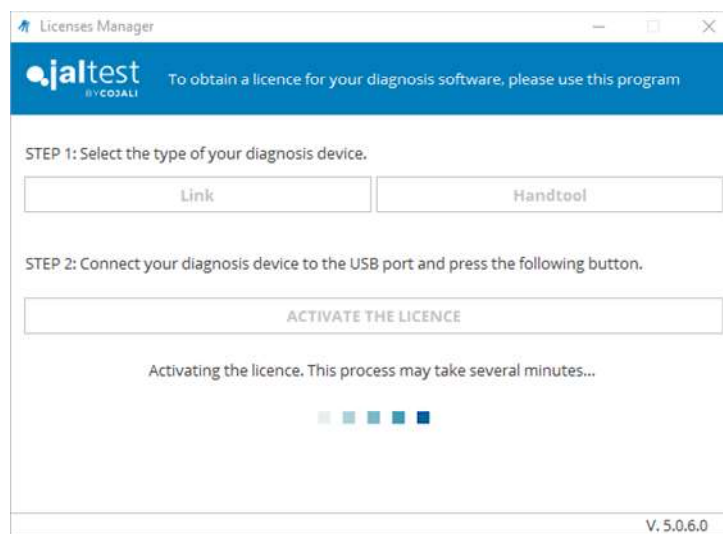 Licenses Manager
jaltest
BY COJALI
To obtain a licence for your diagnosis software, please use this program
STEP 1: Select the type of your diagnosis device.
Link Handtool
STEP 2: Connect your diagnosis device to the USB port and press the following button.
ACTIVATE THE LICENCE
Activating the licence. This process may take several minutes...
V. 5.0.6.0